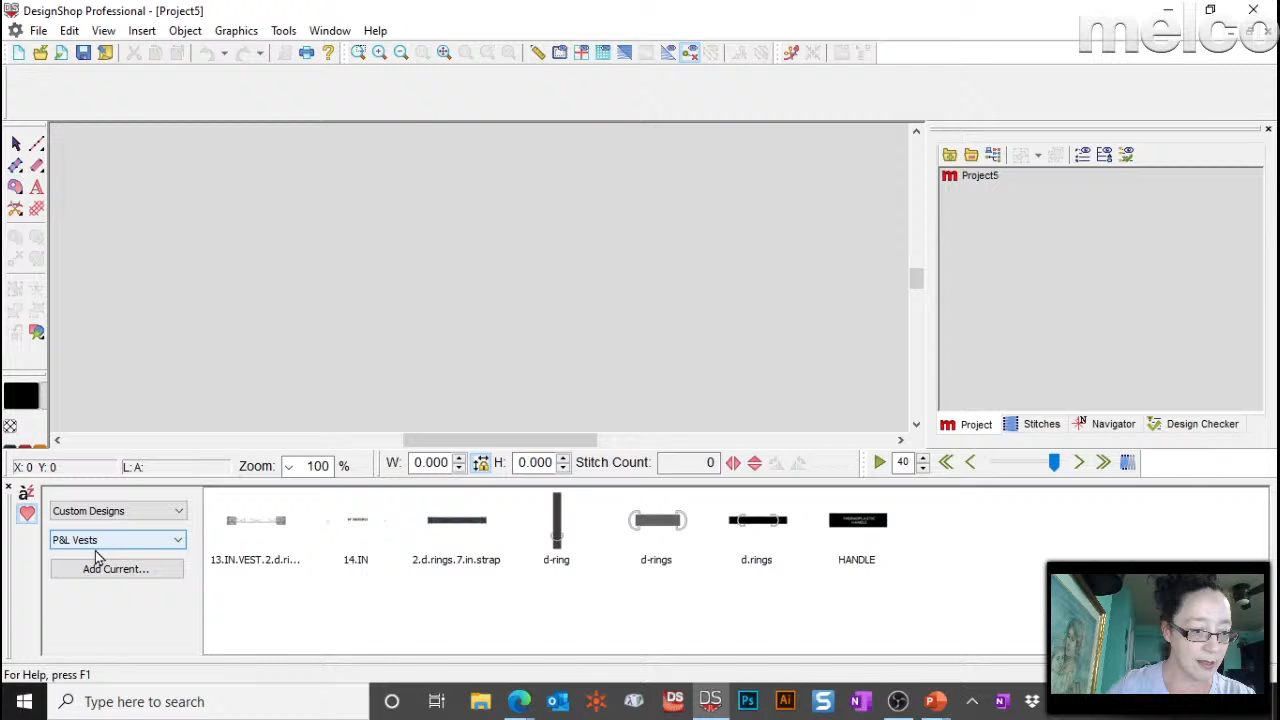 DesignShop Professional - [Project5]
melco
File Edit View Insert Object Graphics Tools Window Help
Project5
Project Stitches Navigator Design Checker
X: 0 Y: 0 L: A: Zoom: 100 % W: 0.000 H: 0.000 Stitch Count: 0 40
Custom Designs
P&L Vests
Add Current...
13.IN.VEST.2.d.ri... 14.IN 2.d.rings.7.in.strap d-ring d-rings d.rings HANDLE
For Help, press F1
Type here to search